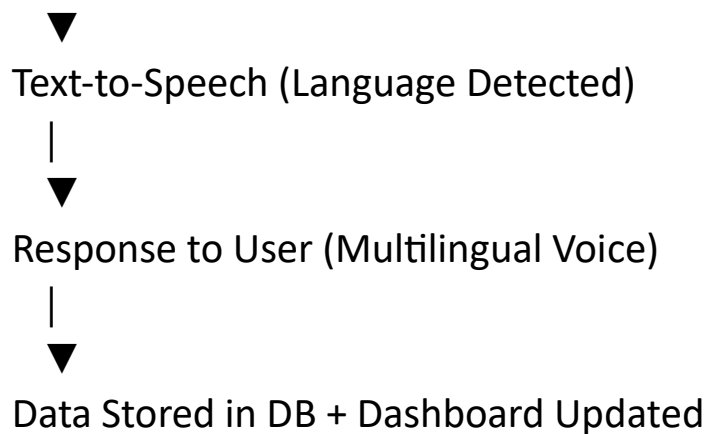 ▼
Text-to-Speech (Language Detected)
|
▼
Response to User (Multilingual Voice)
|
▼
Data Stored in DB + Dashboard Updated